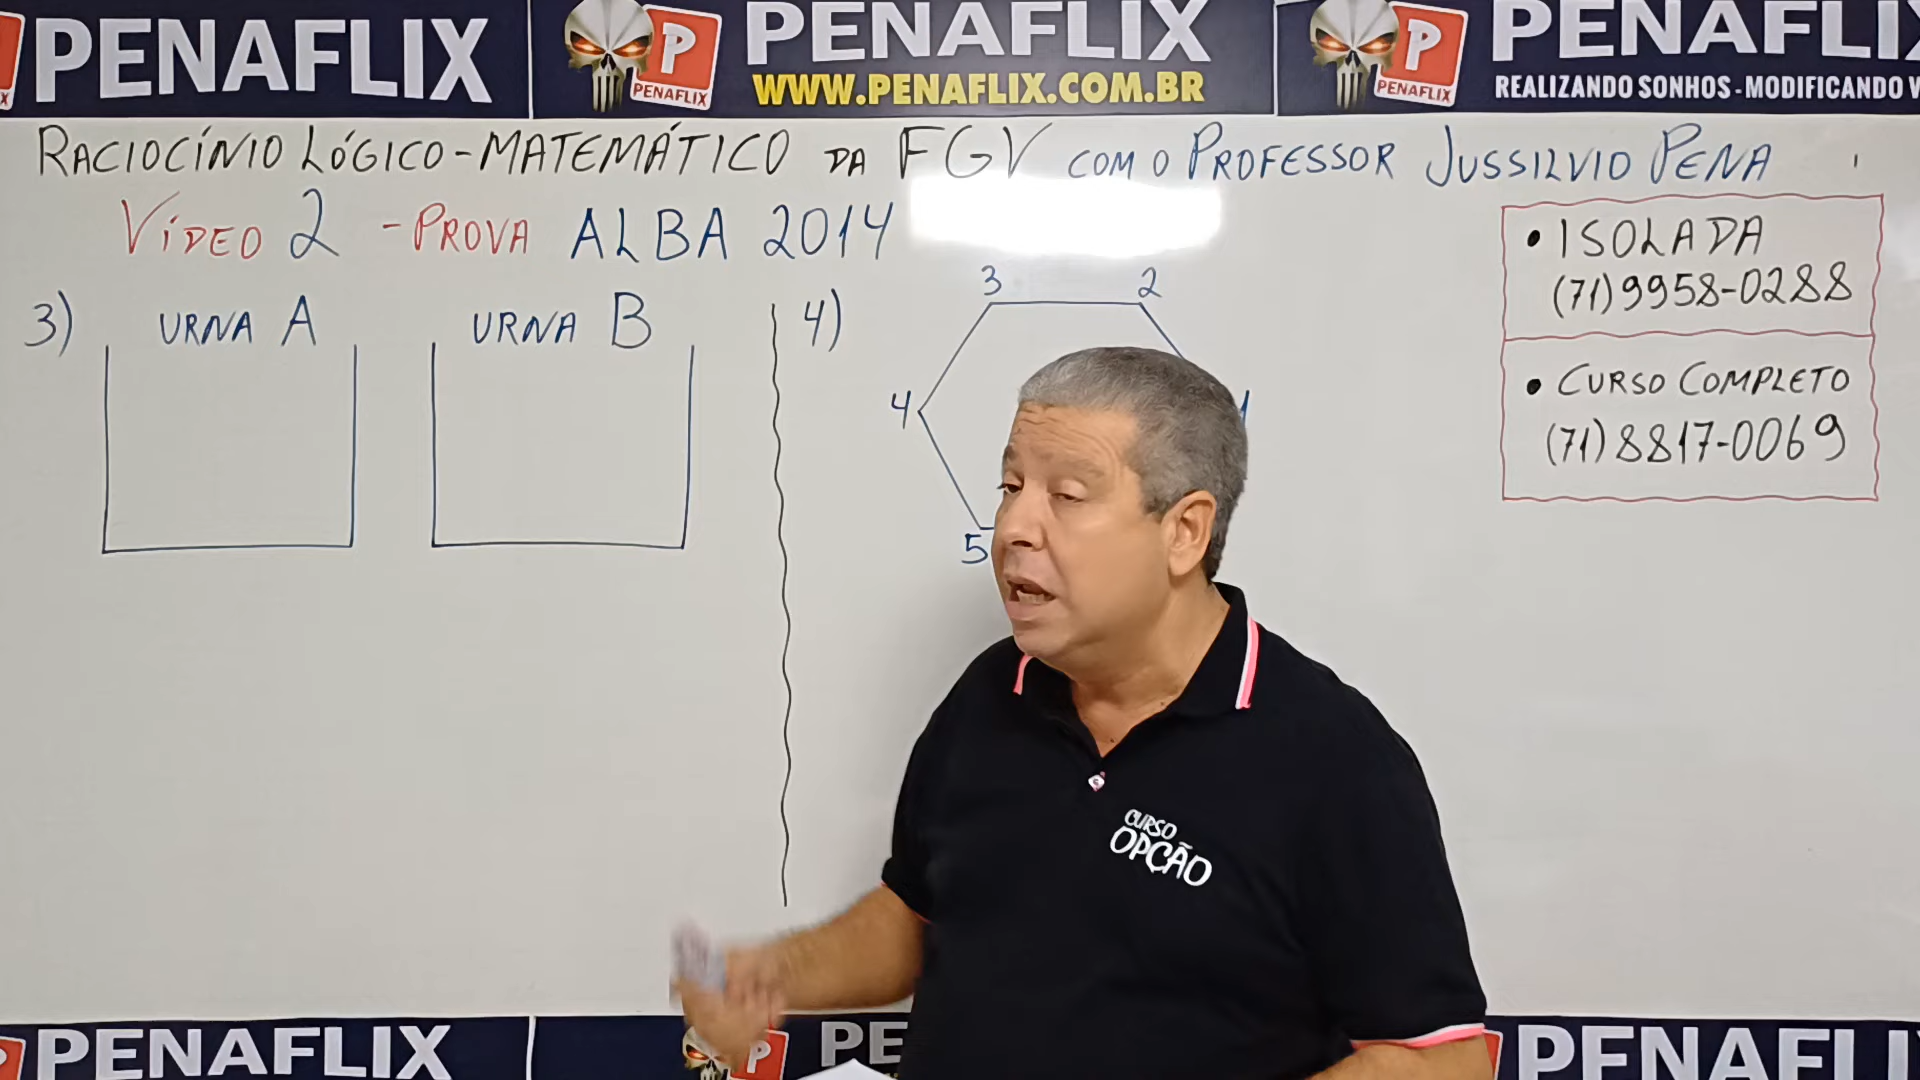 PENAFLIX
P
PENAFLIX
PENAFLIX
WWW.PENAFLIX.COM.BR
P
PENAFLIX
PENAFLIX
REALIZANDO SONHOS - MODIFICANDO V
RACIOCÍNIO LÓGICO-MATEMÁTICO DA FGV COM O PROFESSOR JUSSILVIO PENA
VÍDEO 2 - PROVA ALBA 2014
3) URNA A URNA B
4)
3 2
4 1
5
• ISOLADA
(71) 9958-0288
• CURSO COMPLETO
(71) 8817-0069
CURSO
OPÇÃO
PENAFLIX
P
PE
PENAFLI